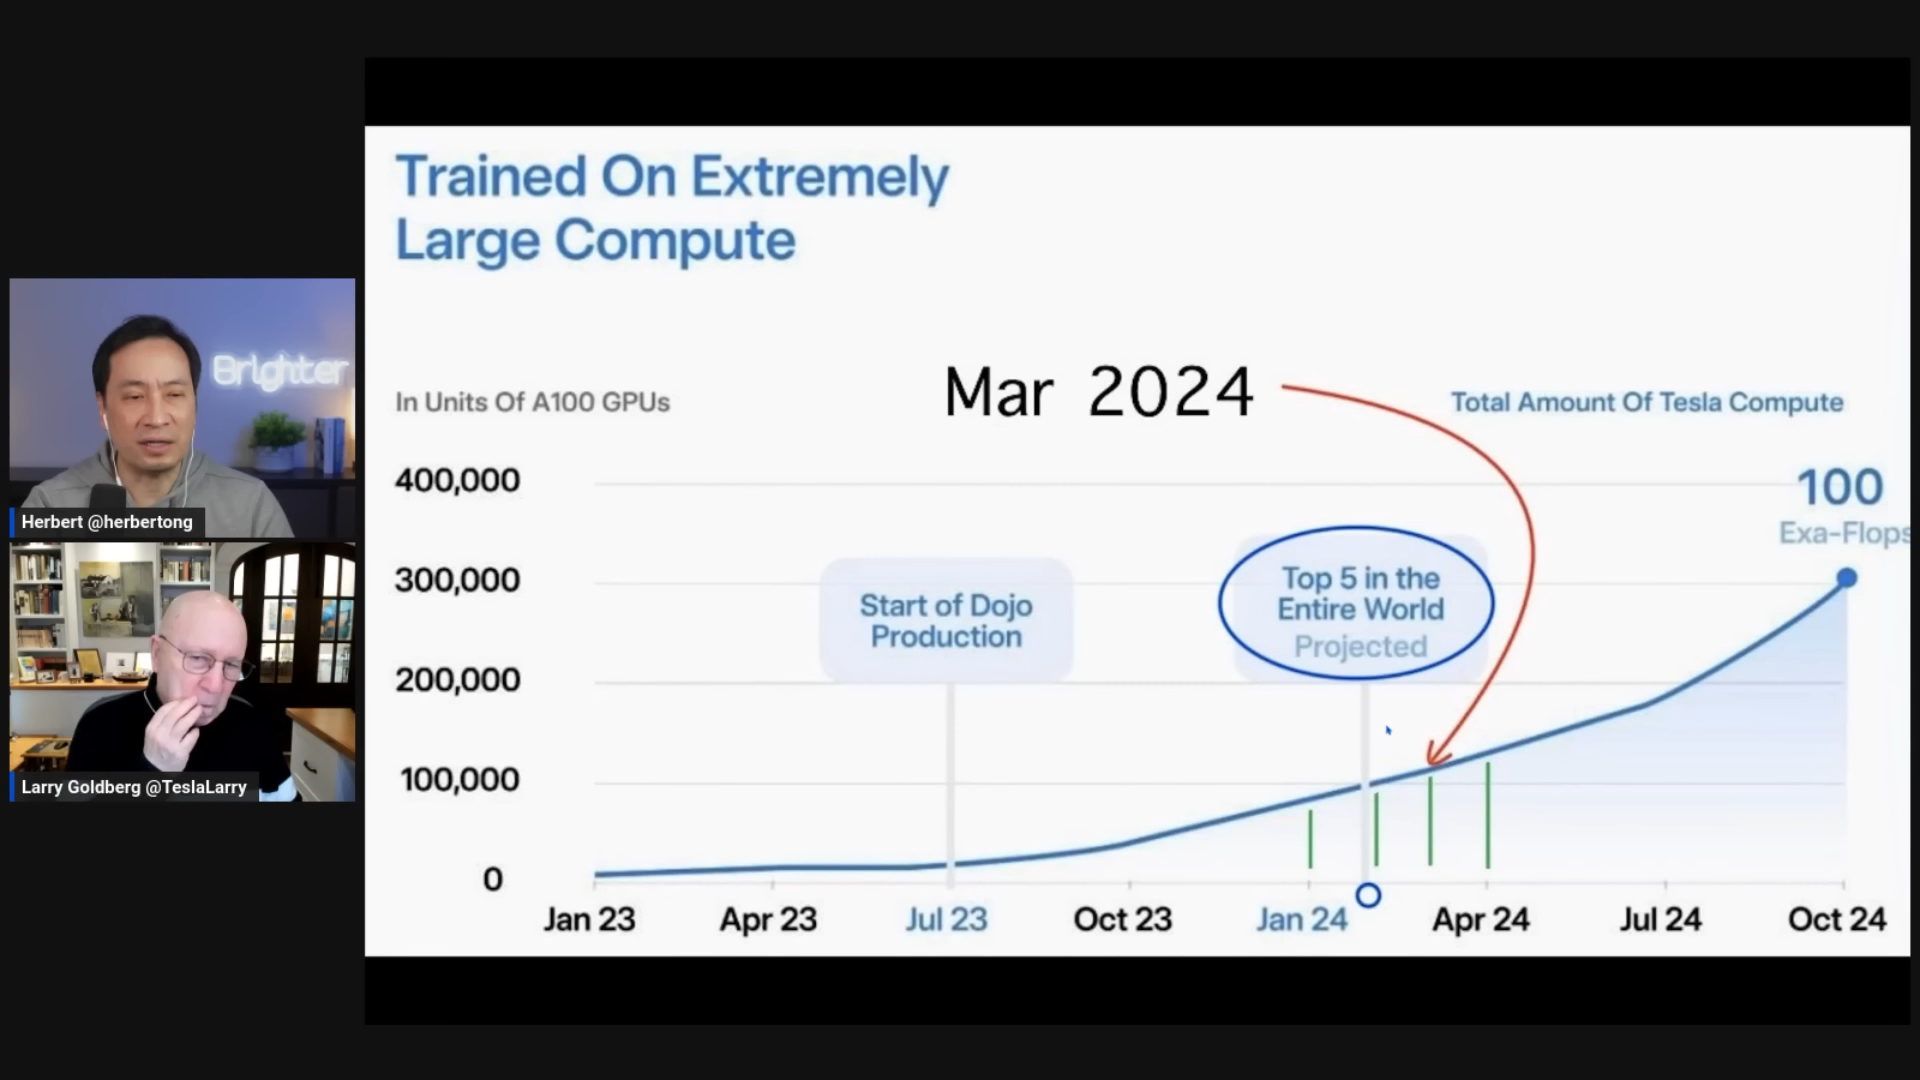 Trained On Extremely
Large Compute
In Units Of A100 GPUs
Mar 2024
Total Amount Of Tesla Compute
400,000
300,000
200,000
100,000
0
100
Exa-Flops
Start of Dojo
Production
Top 5 in the
Entire World
Projected
Jan 23
Apr 23
Jul 23
Oct 23
Jan 24
Apr 24
Jul 24
Oct 24
Brighter
Herbert @herbertong
Larry Goldberg @TeslaLarry